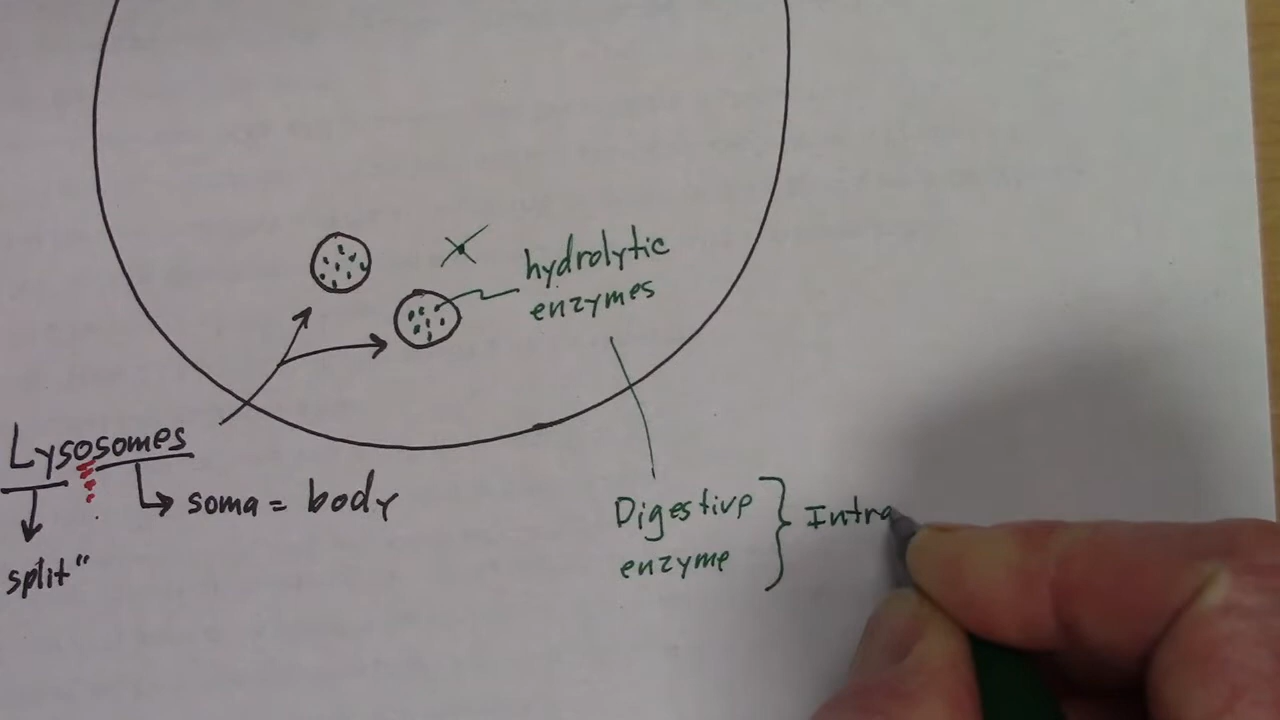 hydrolytic
enzymes
Lysosomes
soma = body
split"
Digestive
enzyme
Intra